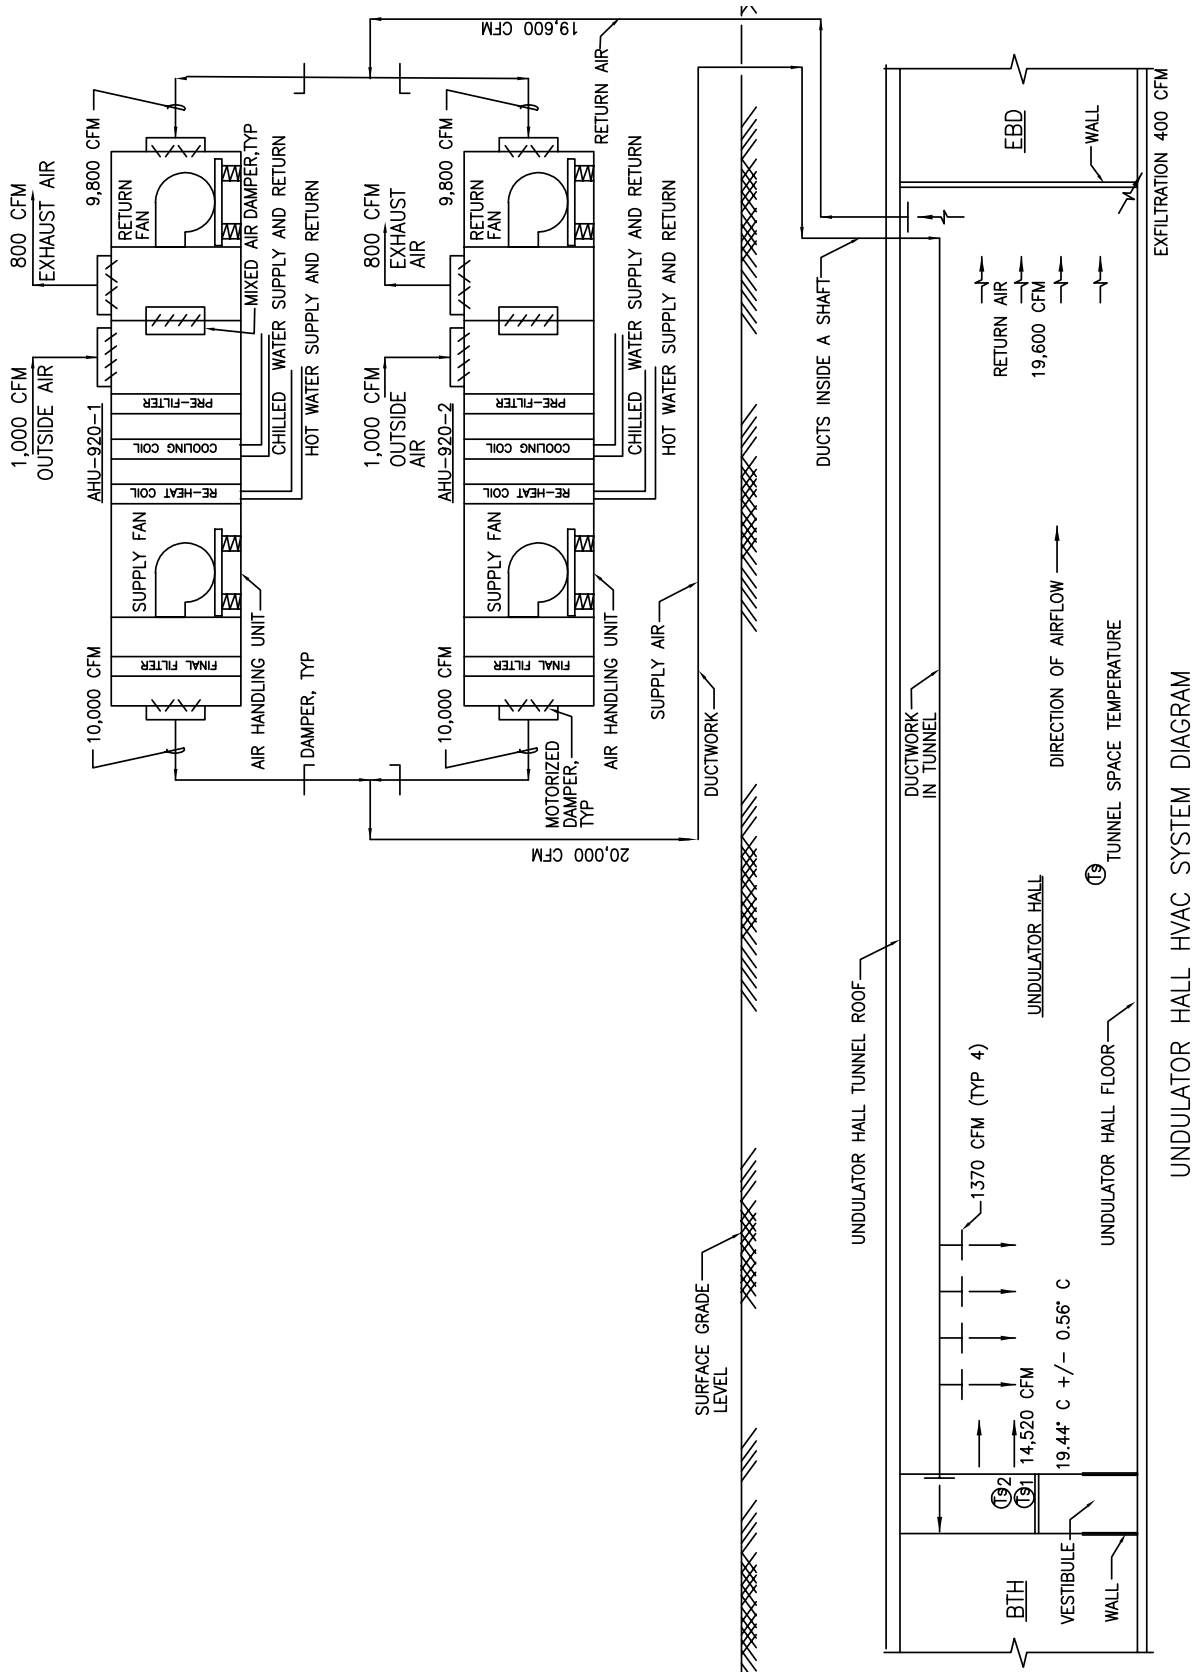 1,000 CFM
OUTSIDE AIR
800 CFM
EXHAUST AIR
10,000 CFM
AHU-920-1
9,800 CFM
FINAL FILTER
SUPPLY FAN
RE-HEAT COIL
COOLING COIL
PRE-FILTER
RETURN
FAN
MIXED AIR DAMPER,TYP
AIR HANDLING UNIT
CHILLED WATER SUPPLY AND RETURN
HOT WATER SUPPLY AND RETURN
DAMPER, TYP
1,000 CFM
OUTSIDE
AIR
800 CFM
EXHAUST
AIR
10,000 CFM
AHU-920-2
9,800 CFM
FINAL FILTER
SUPPLY FAN
RE-HEAT COIL
COOLING COIL
PRE-FILTER
RETURN
FAN
20,000 CFM
19,600 CFM
MOTORIZED
DAMPER,
TYP
AIR HANDLING UNIT
CHILLED WATER SUPPLY AND RETURN
HOT WATER SUPPLY AND RETURN
RETURN AIR
SUPPLY AIR
DUCTWORK
SURFACE GRADE
LEVEL
DUCTS INSIDE A SHAFT
UNDULATOR HALL TUNNEL ROOF
DUCTWORK
IN TUNNEL
1370 CFM (TYP 4)
RETURN AIR
19,600 CFM
BTH
Ts2
Ts1
14,520 CFM
19.44° C +/- 0.56° C
UNDULATOR HALL
DIRECTION OF AIRFLOW
EBD
VESTIBULE
WALL
WALL
Ts
TUNNEL SPACE TEMPERATURE
UNDULATOR HALL FLOOR
EXFILTRATION 400 CFM
UNDULATOR HALL HVAC SYSTEM DIAGRAM